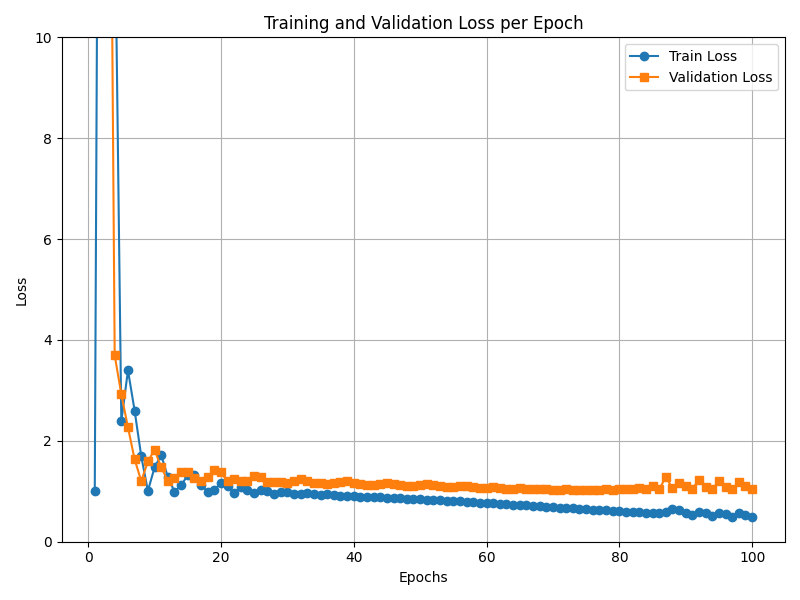 Training and Validation Loss per Epoch
10
8
6
4
2
0
Loss
Train Loss
Validation Loss
0 20 40 60 80 100
Epochs